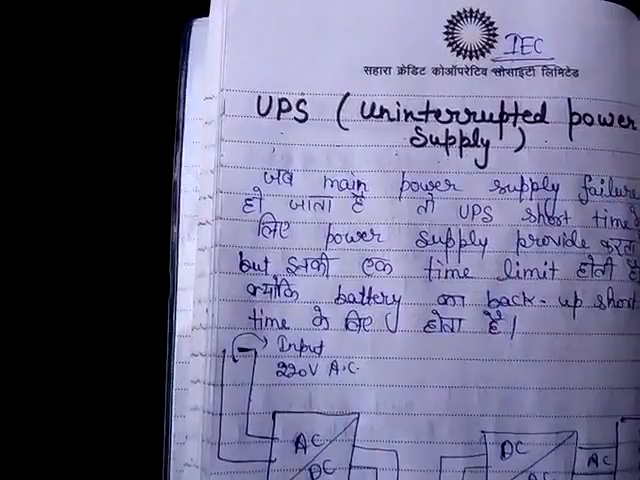 IEC
सहारा क्रेडिट कोऑपरेटिव सोसाइटी लिमिटेड
UPS ( Uninterrupted power
Supply )
जब main power supply failure
हो जाता है तो UPS short time
लिए power supply provide करता
but इसकी एक time limit होती है
क्योकि battery का back-up short
time के लिए होता है।
Input
220V A.C.
AC DC AC
DC